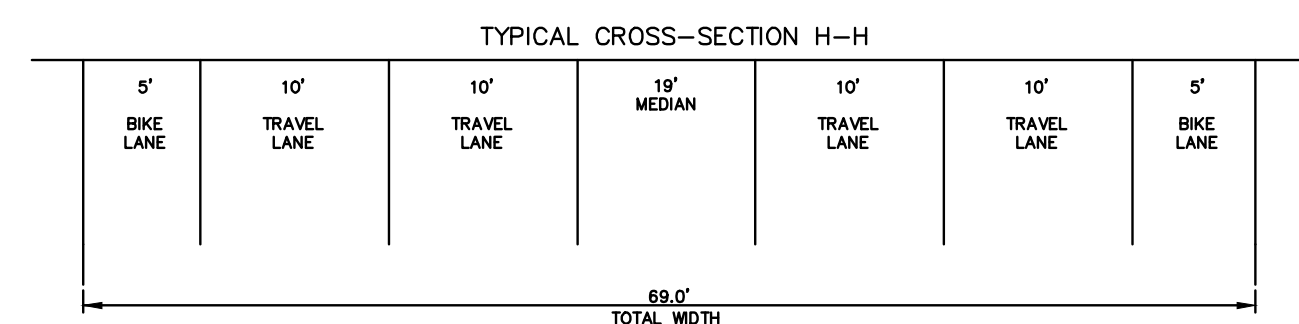 TYPICAL CROSS-SECTION H-H
5' 10' 10' 19' 10' 10' 5'
MEDIAN
BIKE TRAVEL TRAVEL TRAVEL TRAVEL BIKE
LANE LANE LANE LANE LANE LANE
69.0'
TOTAL WIDTH